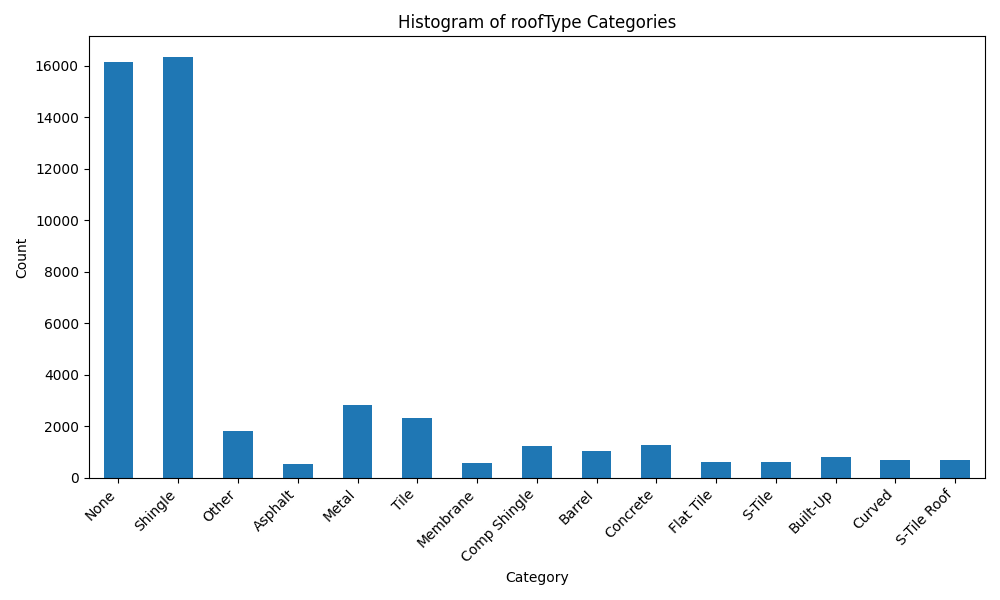 Histogram of roofType Categories
16000
14000
12000
10000
8000
6000
4000
2000
0
Count
None
Shingle
Other
Asphalt
Metal
Tile
Membrane
Comp Shingle
Barrel
Concrete
Flat Tile
S-Tile
Built-Up
Curved
S-Tile Roof
Category